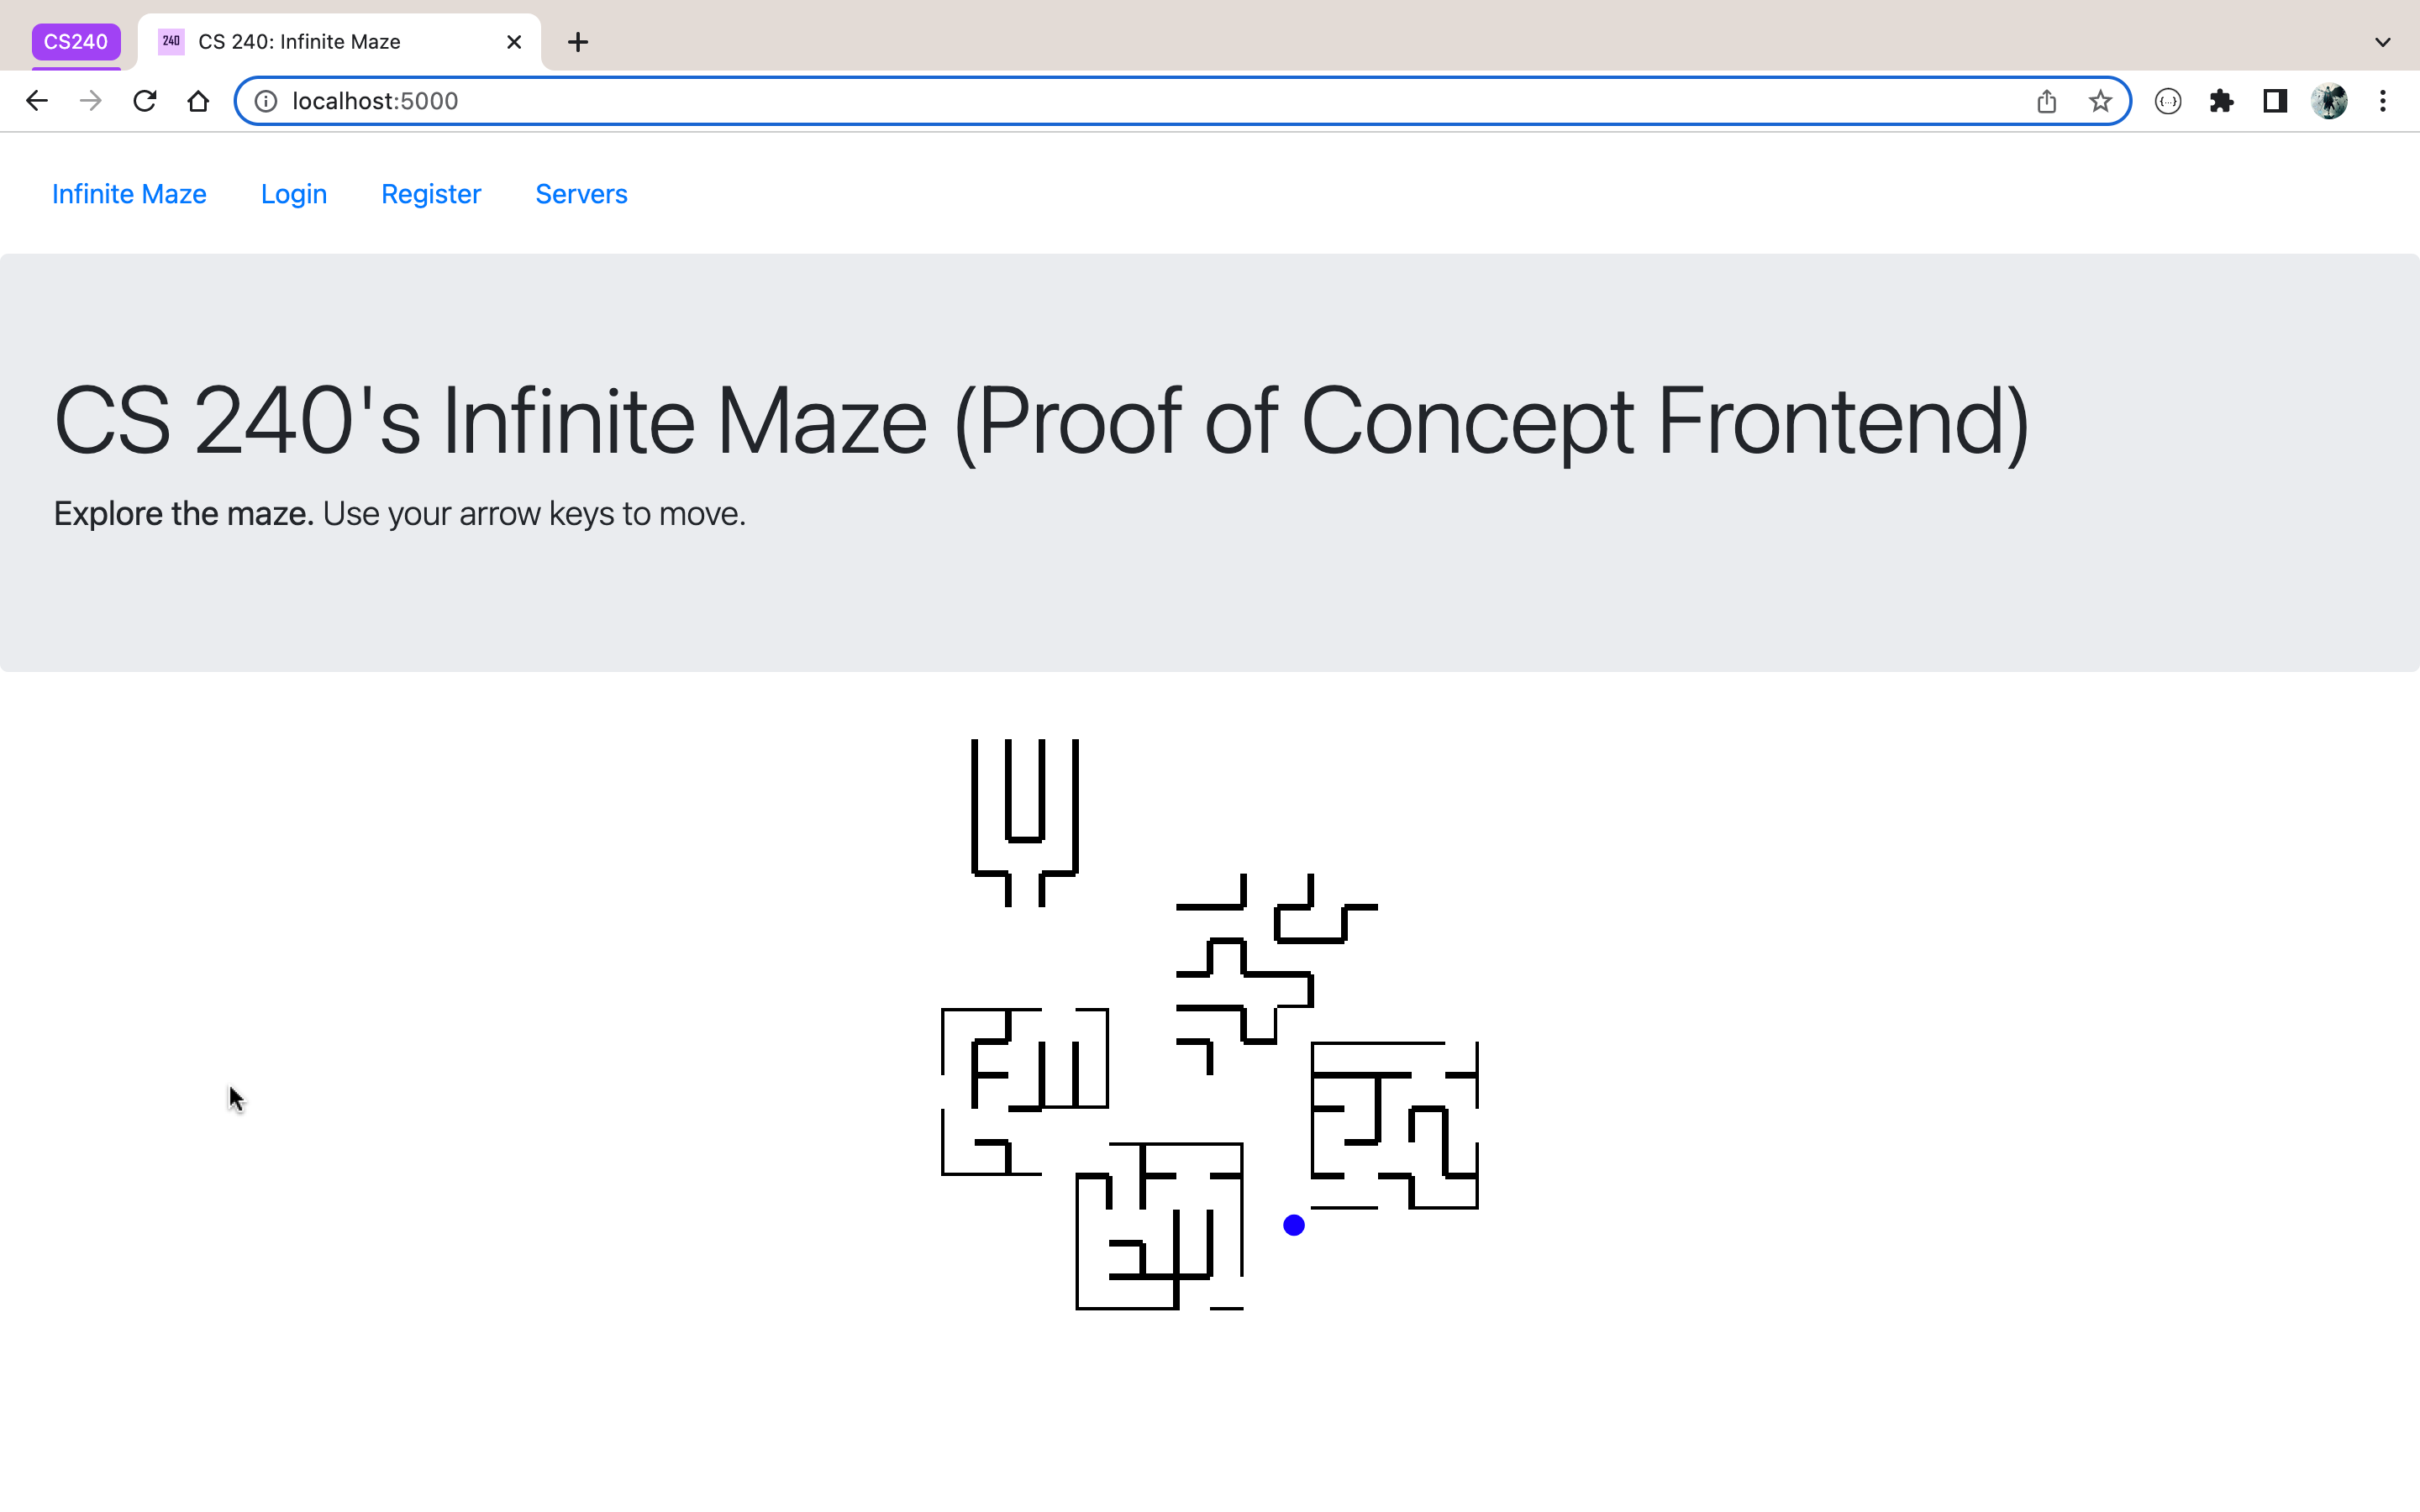 CS240
240 CS 240: Infinite Maze
localhost:5000
Infinite Maze Login Register Servers
CS 240's Infinite Maze (Proof of Concept Frontend)
Explore the maze. Use your arrow keys to move.